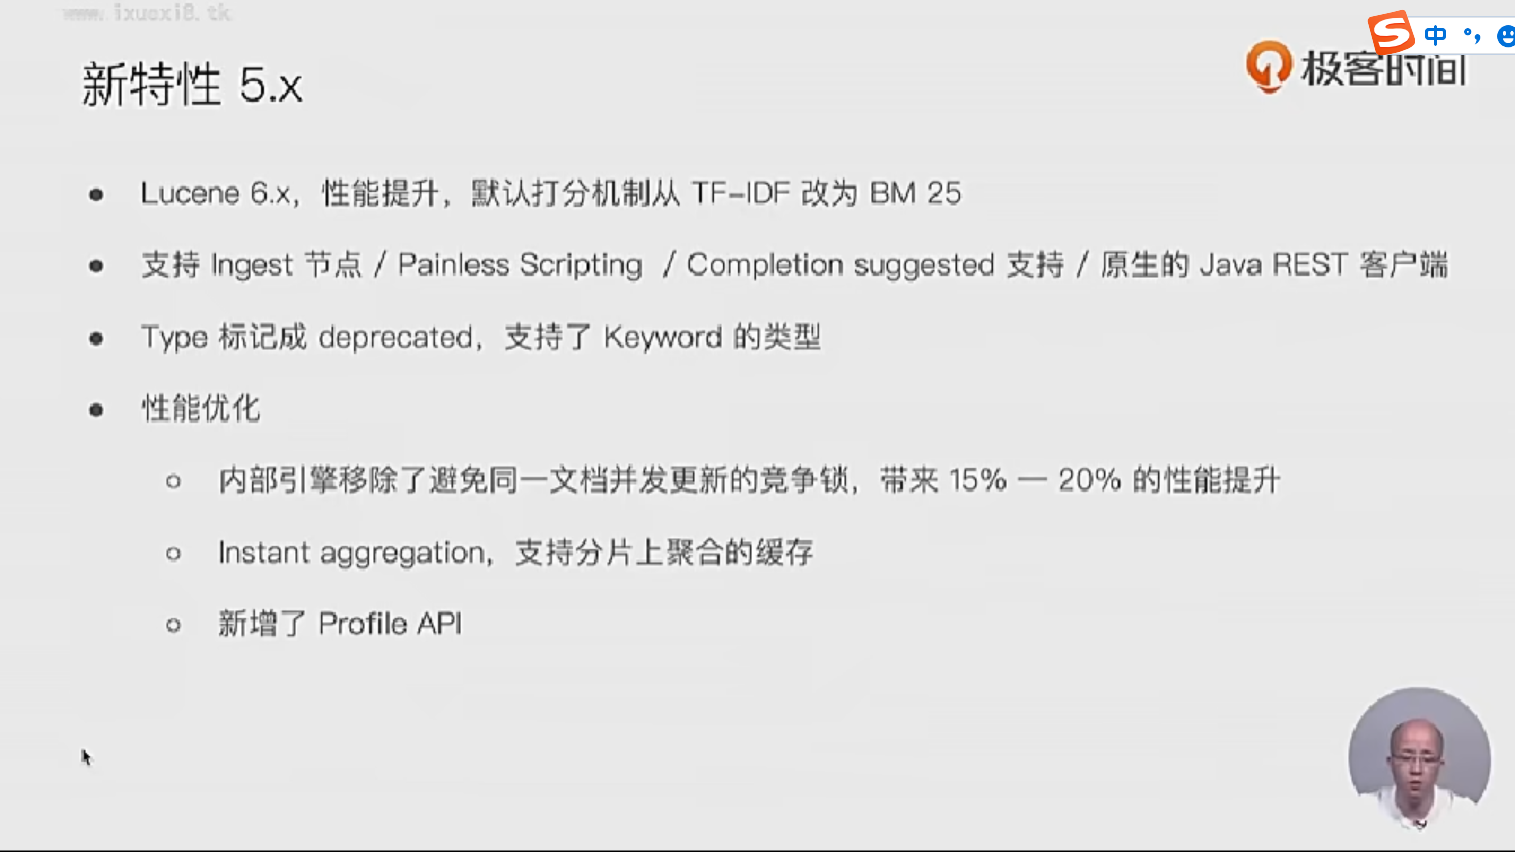 www.ixuexi8.tk
中
极客时间
新特性 5.x
● Lucene 6.x，性能提升，默认打分机制从 TF-IDF 改为 BM 25
● 支持 Ingest 节点 / Painless Scripting / Completion suggested 支持 / 原生的 Java REST 客户端
● Type 标记成 deprecated，支持了 Keyword 的类型
● 性能优化
○ 内部引擎移除了避免同一文档并发更新的竞争锁，带来 15% — 20% 的性能提升
○ Instant aggregation，支持分片上聚合的缓存
○ 新增了 Profile API